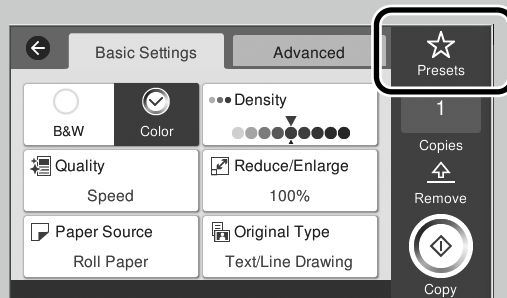 Basic Settings
Advanced
Presets
B&W
Color
Density
1
Copies
Quality
Speed
Reduce/Enlarge
100%
Remove
Paper Source
Roll Paper
Original Type
Text/Line Drawing
Copy